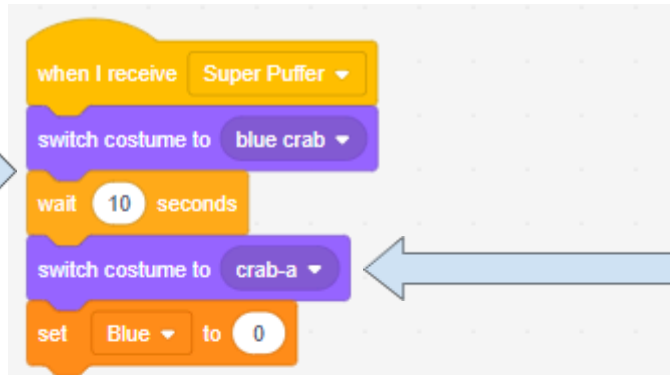 when I receive Super Puffer
switch costume to blue crab
wait 10 seconds
switch costume to crab-a
set Blue to 0